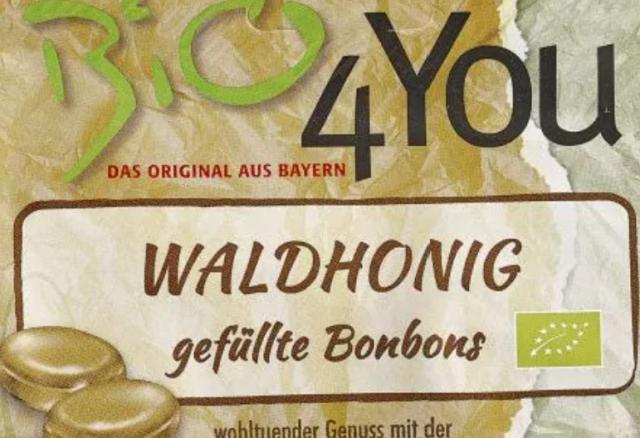 BiO
4You
DAS ORIGINAL AUS BAYERN
WALDHONIG
gefüllte Bonbons
wohltuender Genuss mit der